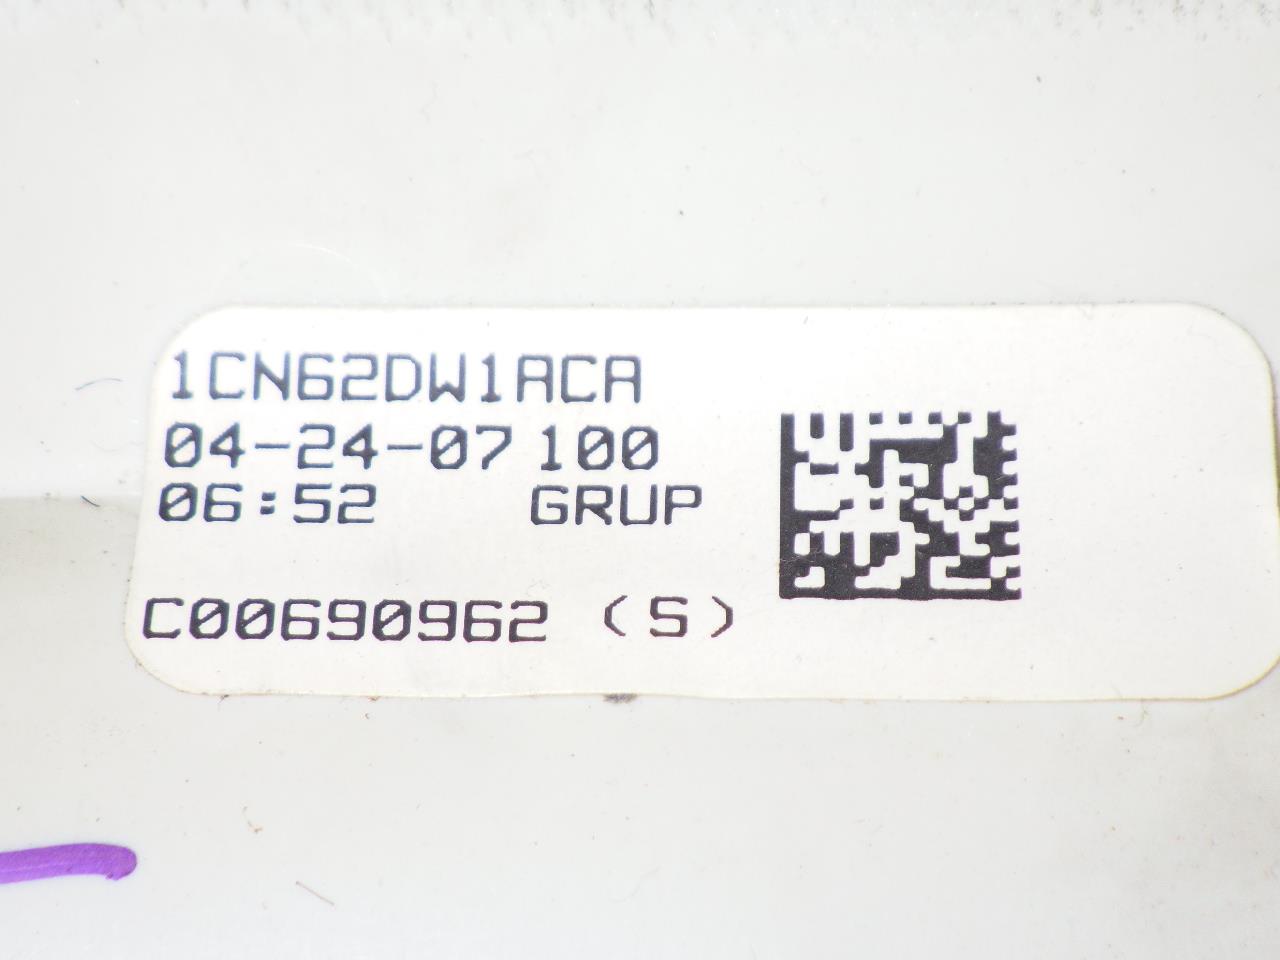 1CN62DW1ACA
04-24-07 100
06:52 GRUP
C00690962 (S)